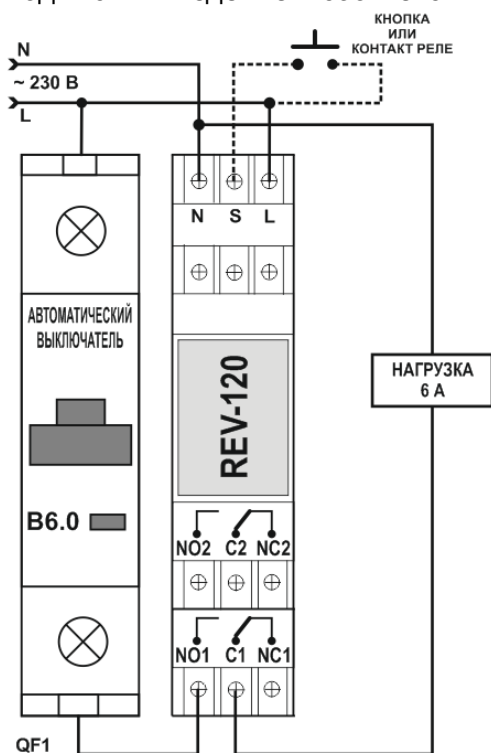 КНОПКА
ИЛИ
КОНТАКТ РЕЛЕ
N
~ 230 В
L
N S L
АВТОМАТИЧЕСКИЙ
ВЫКЛЮЧАТЕЛЬ
REV-120
НАГРУЗКА
6 А
B6.0
NO2 C2 NC2
NO1 C1 NC1
QF1